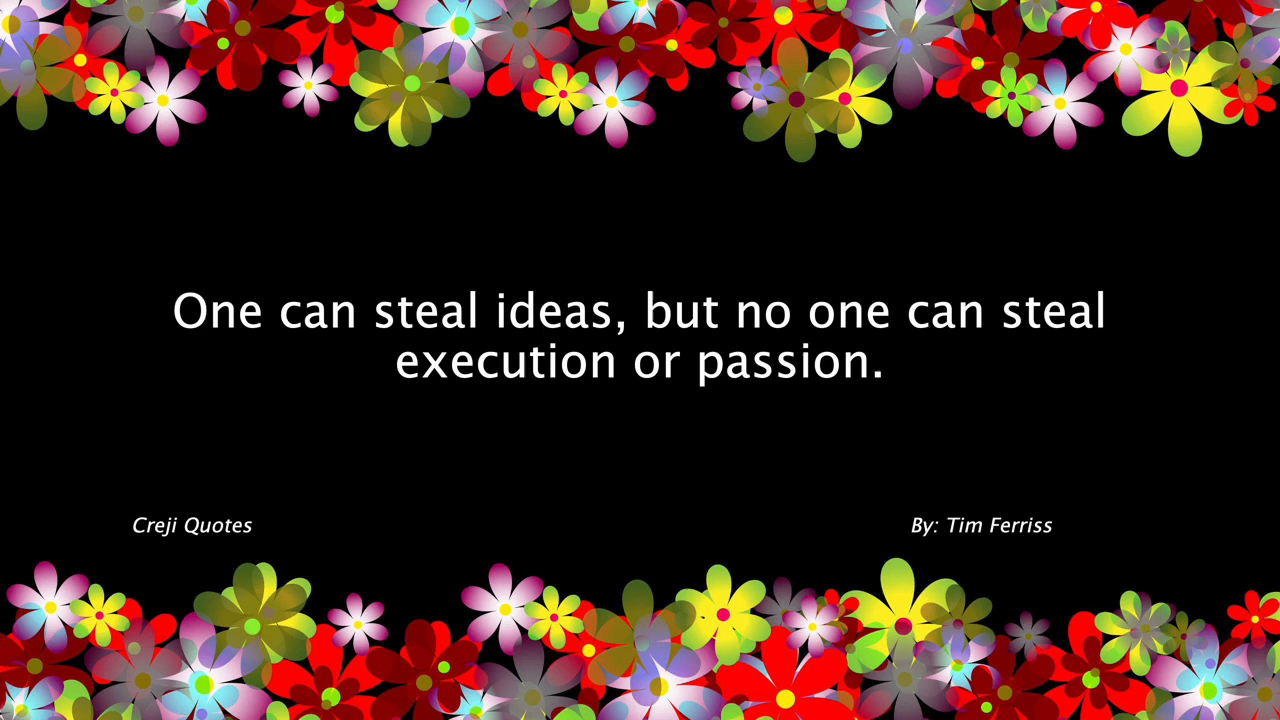 One can steal ideas, but no one can steal
execution or passion.
Creji Quotes
By: Tim Ferriss